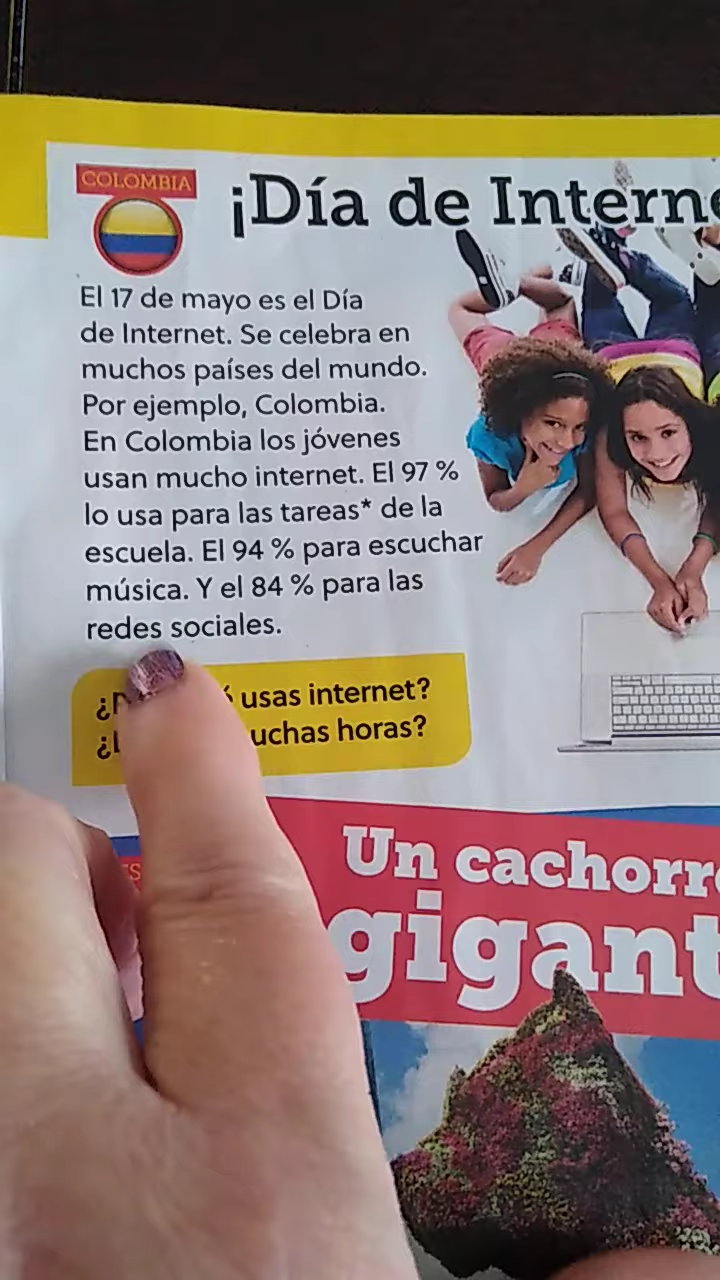 COLOMBIA
¡Día de Intern
El 17 de mayo es el Día
de Internet. Se celebra en
muchos países del mundo.
Por ejemplo, Colombia.
En Colombia los jóvenes
usan mucho internet. El 97 %
lo usa para las tareas* de la
escuela. El 94 % para escuchar
música. Y el 84 % para las
redes sociales.
usas internet?
uchas horas?
Un cachorr
gigant